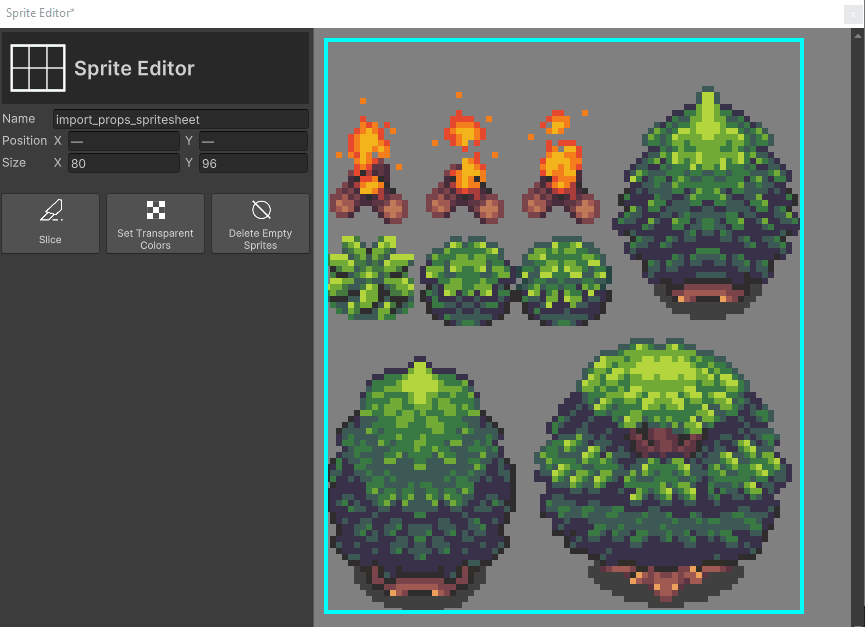 Sprite Editor*
x
Sprite Editor
Name import_props_spritesheet
Position X — Y —
Size X 80 Y 96
Slice
Set Transparent
Colors
Delete Empty
Sprites